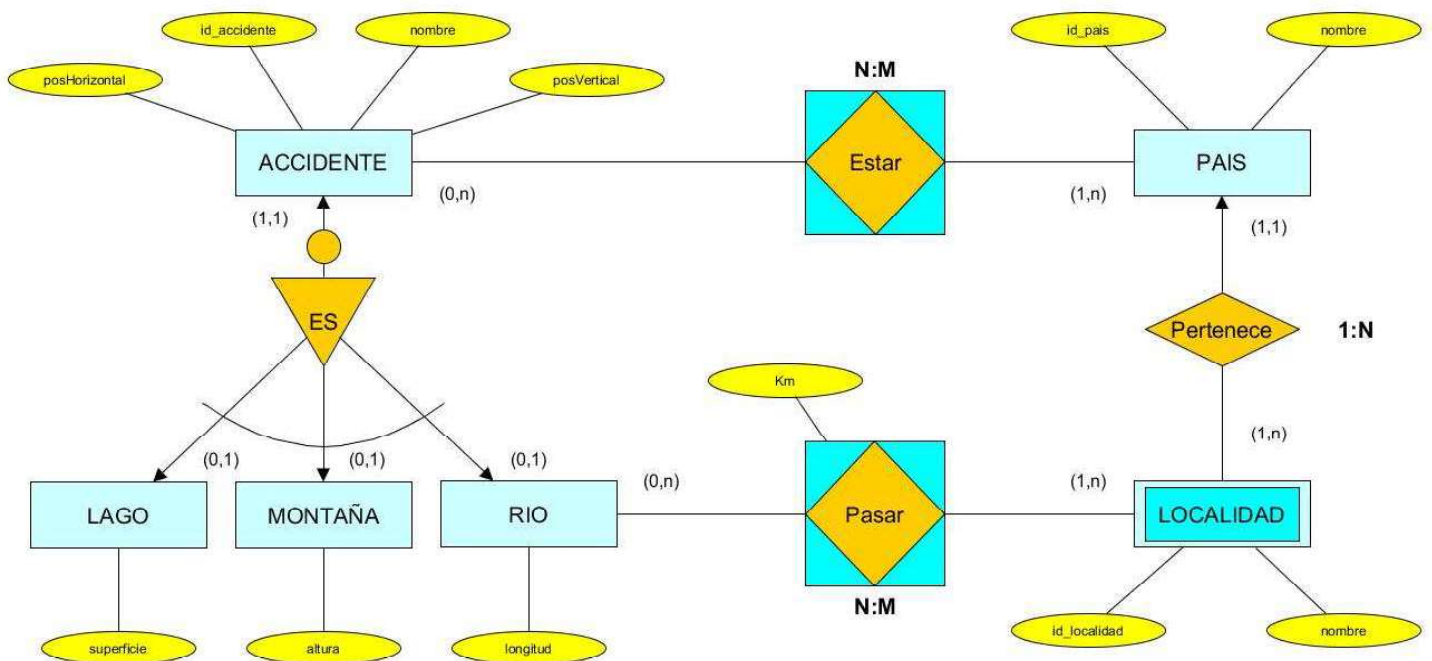 id_accidente
nombre
id_pais
nombre
posHorizontal
posVertical
N:M
ACCIDENTE
Estar
PAIS
(0,n)
(1,n)
(1,1)
(1,1)
ES
Pertenece
1:N
Km
(1,n)
(0,1)
(0,1)
(0,1)
(0,n)
(1,n)
LAGO
MONTAÑA
RIO
Pasar
LOCALIDAD
N:M
id_localidad
nombre
superficie
altura
longitud